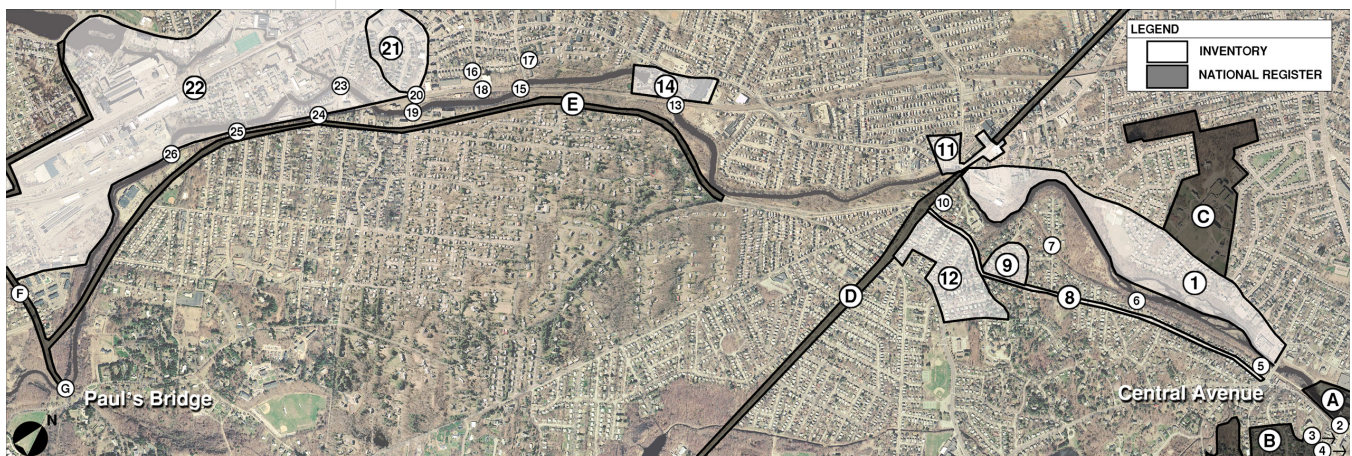 LEGEND
INVENTORY
NATIONAL REGISTER
17
21
16
22
23
18
15
14
20
E
13
19
24
25
26
11
C
10
7
9
12
1
F
D
8
6
5
G
Paul's Bridge
Central Avenue
A
N
2
B
3
4